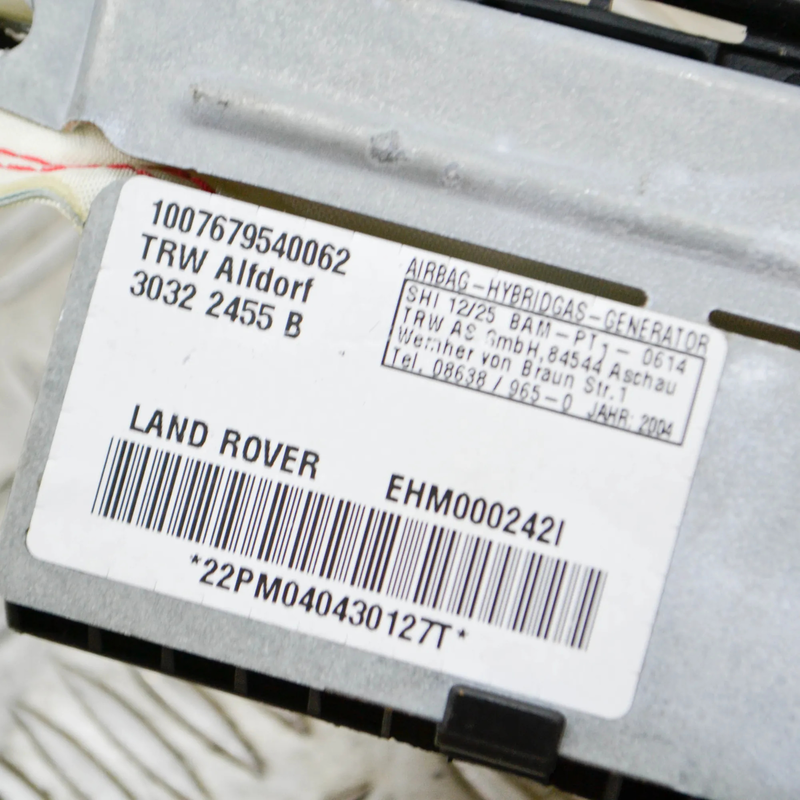 1007679540062
TRW Alfdorf
3032 2455 B
AIRBAG-HYBRIDGAS-GENERATOR
SHI 12/25 BAM-PT1-0614
TRW AS GmbH, 84544 Aschau
Wernher von Braun Str.1
Tel. 08638 / 965-0 JAHR: 2004
LAND ROVER EHM000242I
*22PM040430127T*